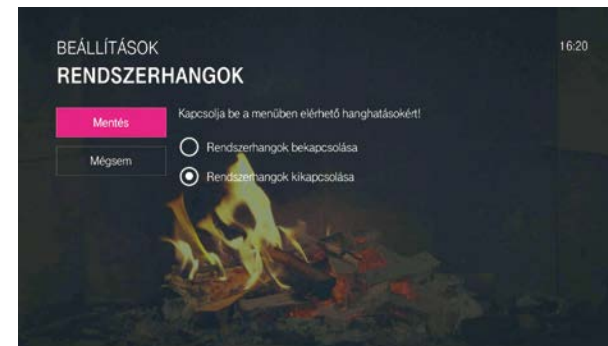 BEÁLLÍTÁSOK
16:20
RENDSZERHANGOK
Mentés
Kapcsolja be a menüben elérhető hanghatásokért!
Rendszerhangok bekapcsolása
Mégsem
Rendszerhangok kikapcsolása